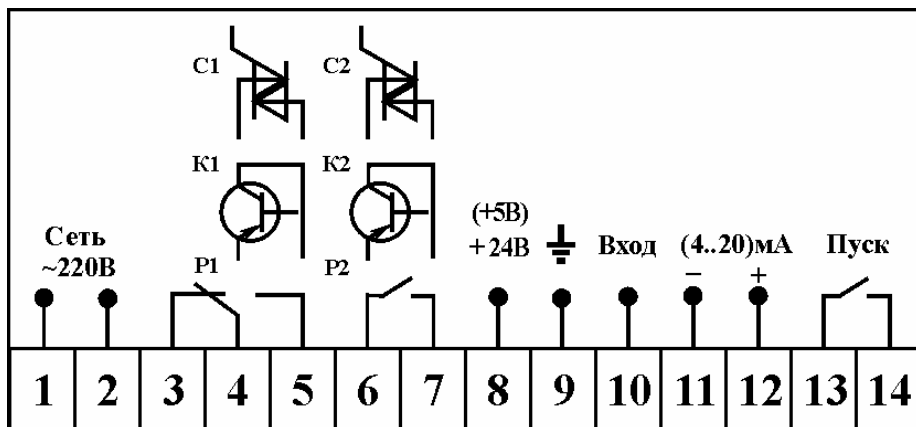 С1 С2
К1 К2
(+5В)
Сеть +24В Вход (4..20)мА Пуск
~220В Р1 Р2 − +
1 2 3 4 5 6 7 8 9 10 11 12 13 14